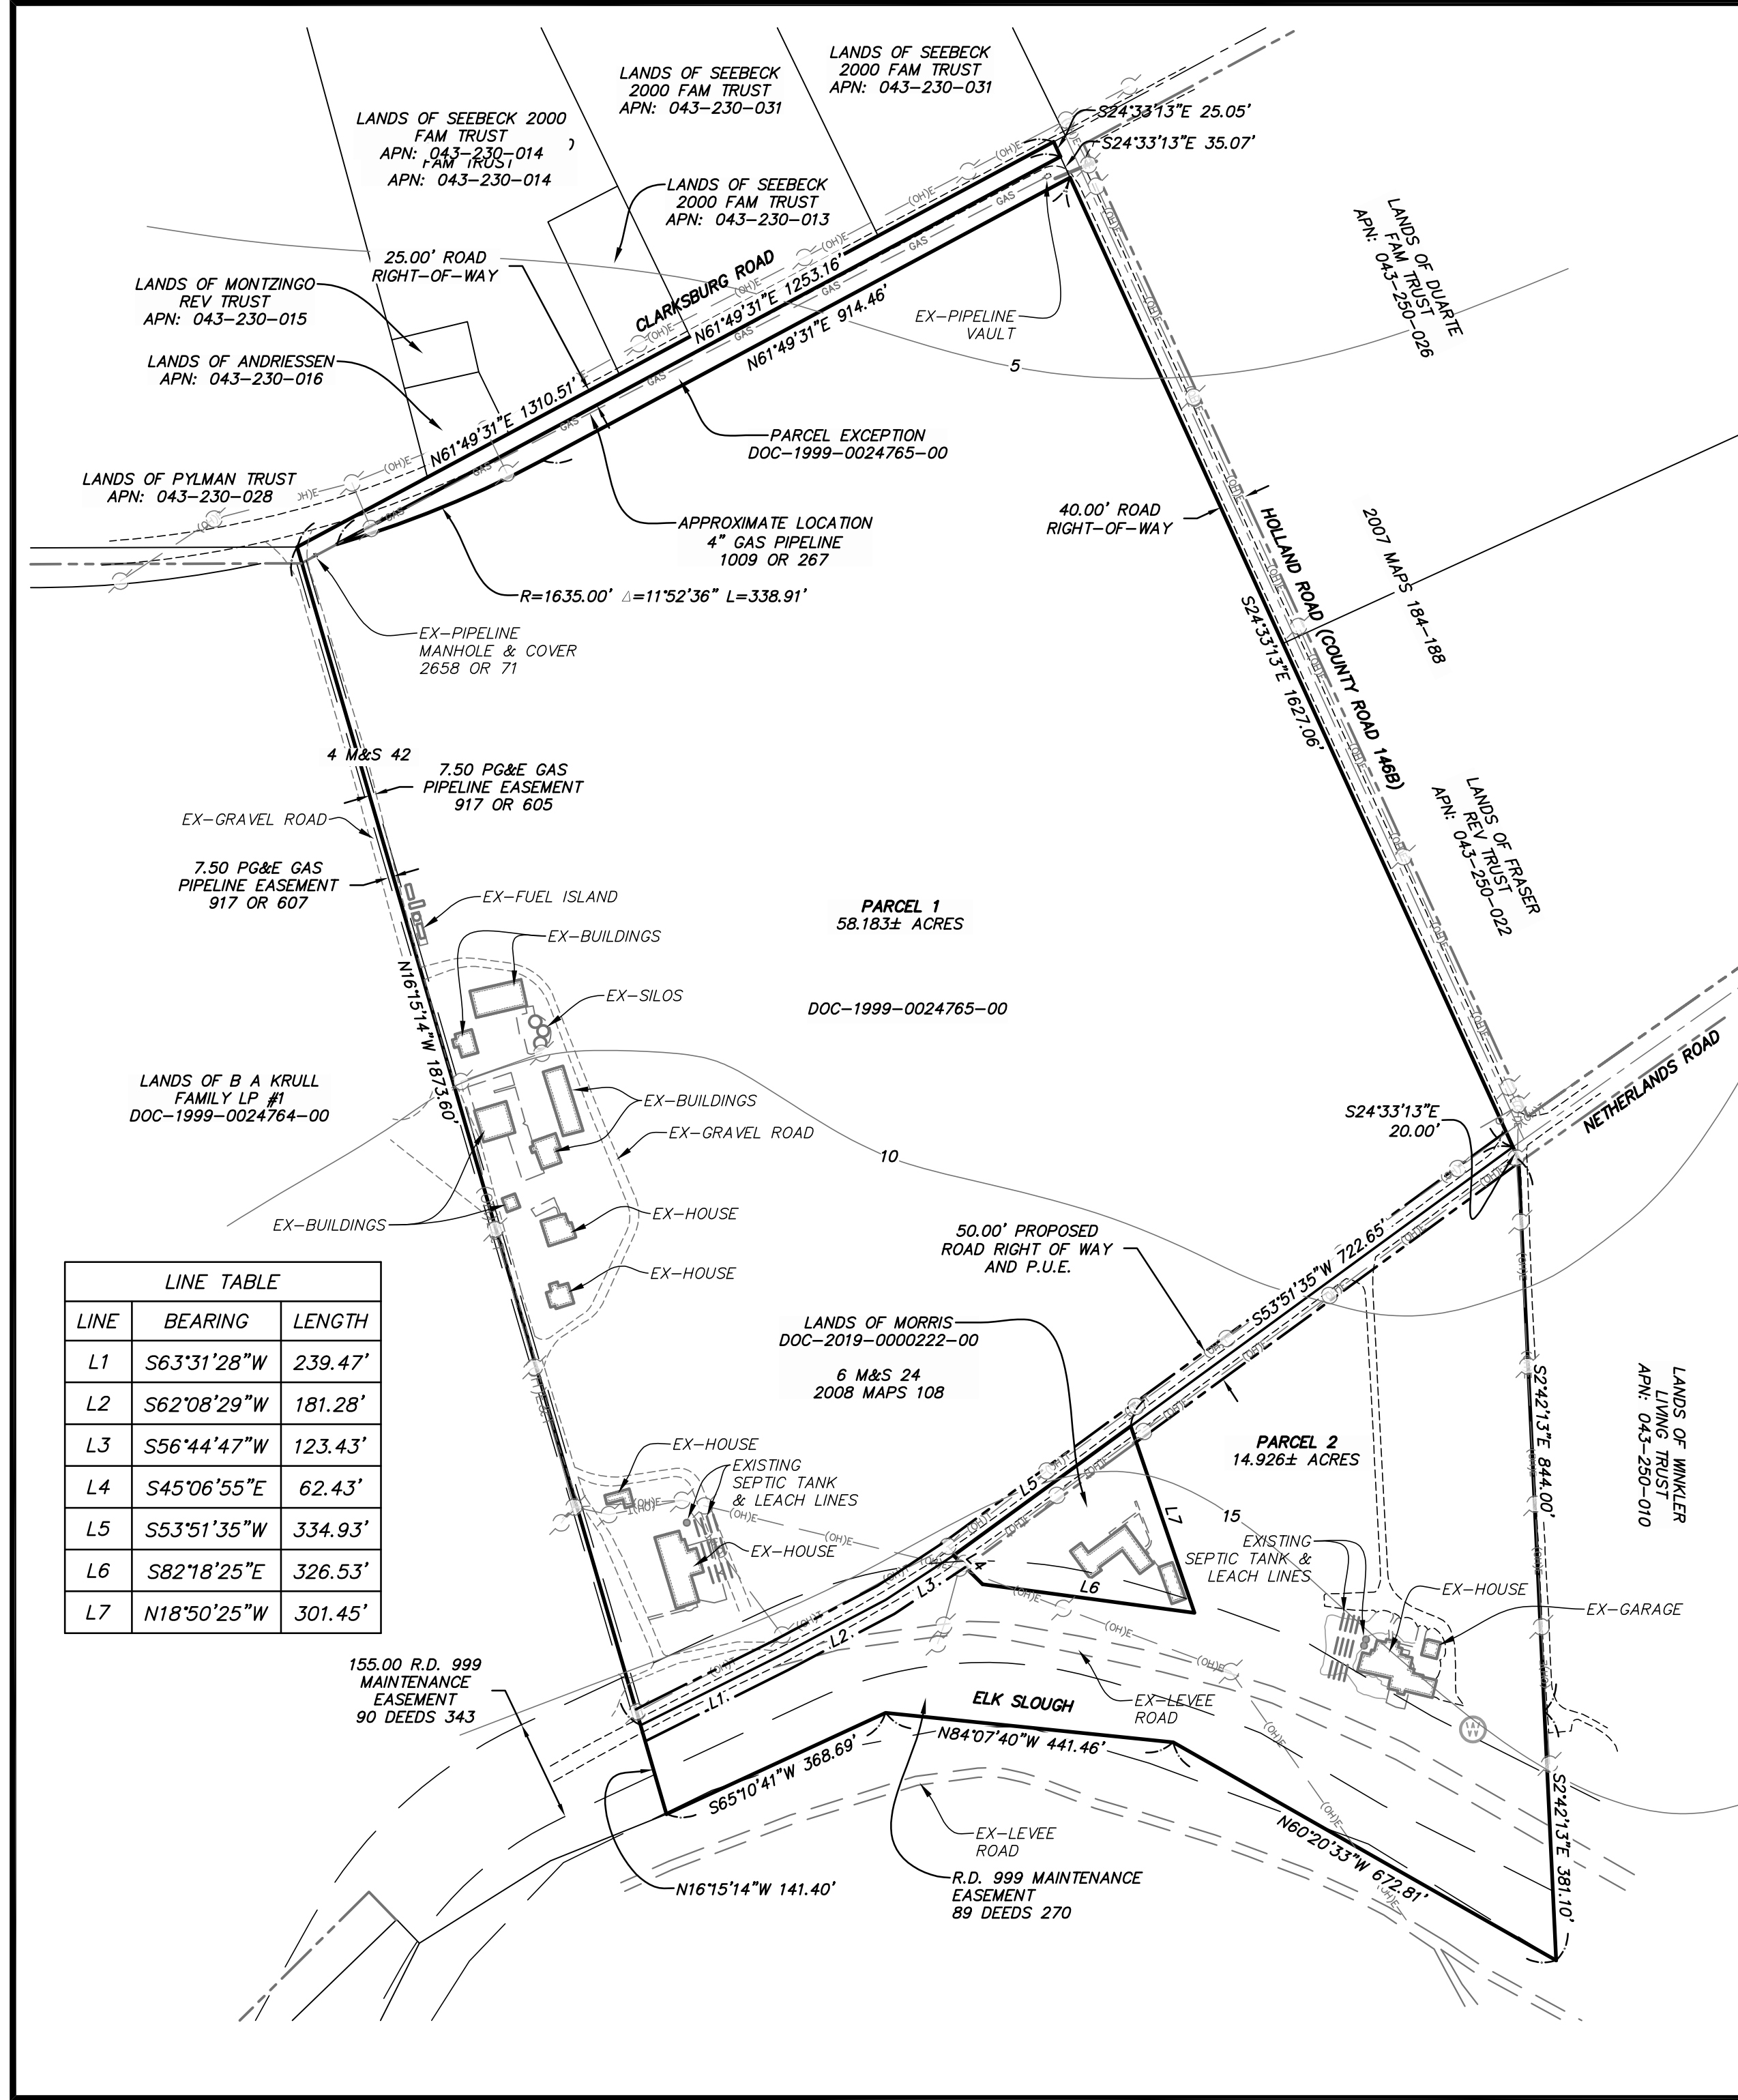 LANDS OF SEEBECK
2000 FAM TRUST
APN: 043-230-031
LANDS OF SEEBECK
2000 FAM TRUST
APN: 043-230-031
LANDS OF SEEBECK 2000
FAM TRUST
APN: 043-230-014
FAM TRUST
APN: 043-230-014
LANDS OF SEEBECK
2000 FAM TRUST
APN: 043-230-013
S24°33'13"E 25.05'
S24°33'13"E 35.07'
25.00' ROAD
RIGHT-OF-WAY
CLARKSBURG ROAD
N61°49'31"E 1253.16'
N61°49'31"E 914.46'
N61°49'31"E 1310.51'
LANDS OF MONTZINGO
REV TRUST
APN: 043-230-015
LANDS OF ANDRIESSEN
APN: 043-230-016
LANDS OF PYLMAN TRUST
APN: 043-230-028
EX-PIPELINE
VAULT
5
LANDS OF DUARTE
FAM TRUST
APN: 043-250-026
PARCEL EXCEPTION
DOC-1999-0024765-00
APPROXIMATE LOCATION
4" GAS PIPELINE
1009 OR 267
R=1635.00' Δ=11°52'36" L=338.91'
EX-PIPELINE
MANHOLE & COVER
2658 OR 71
40.00' ROAD
RIGHT-OF-WAY
HOLLAND ROAD (COUNTY ROAD 146B)
S24°33'13"E 1627.06'
2007 MAPS 184-188
4 M&S 42
7.50 PG&E GAS
PIPELINE EASEMENT
917 OR 605
EX-GRAVEL ROAD
7.50 PG&E GAS
PIPELINE EASEMENT
917 OR 607
EX-FUEL ISLAND
EX-BUILDINGS
EX-SILOS
N16°15'14"W 1873.60'
PARCEL 1
58.183± ACRES
DOC-1999-0024765-00
LANDS OF FRASER
REV TRUST
APN: 043-250-022
LANDS OF B A KRULL
FAMILY LP #1
DOC-1999-0024764-00
EX-BUILDINGS
EX-GRAVEL ROAD
10
EX-BUILDINGS
EX-HOUSE
EX-HOUSE
S24°33'13"E
20.00'
NETHERLANDS ROAD
50.00' PROPOSED
ROAD RIGHT OF WAY
AND P.U.E.
S53°51'35"W 722.65'
LANDS OF MORRIS
DOC-2019-0000222-00
6 M&S 24
2008 MAPS 108
LINE TABLE
LINE BEARING LENGTH
L1 S63°31'28"W 239.47'
L2 S62°08'29"W 181.28'
L3 S56°44'47"W 123.43'
L4 S45°06'55"E 62.43'
L5 S53°51'35"W 334.93'
L6 S82°18'25"E 326.53'
L7 N18°50'25"W 301.45'
PARCEL 2
14.926± ACRES
S2°42'13"E 844.00'
LANDS OF WINKLER
LIVING TRUST
APN: 043-250-010
EX-HOUSE
EXISTING
SEPTIC TANK
& LEACH LINES
EX-HOUSE
L5
L7
15
L3
L6
L2
L1
EXISTING
SEPTIC TANK &
LEACH LINES
EX-HOUSE
EX-GARAGE
155.00 R.D. 999
MAINTENANCE
EASEMENT
90 DEEDS 343
ELK SLOUGH
EX-LEVEE
ROAD
S65°10'41"W 368.69'
N84°07'40"W 441.46'
N60°20'33"W 672.81'
S2°42'13"E 381.10'
EX-LEVEE
ROAD
N16°15'14"W 141.40'
R.D. 999 MAINTENANCE
EASEMENT
89 DEEDS 270